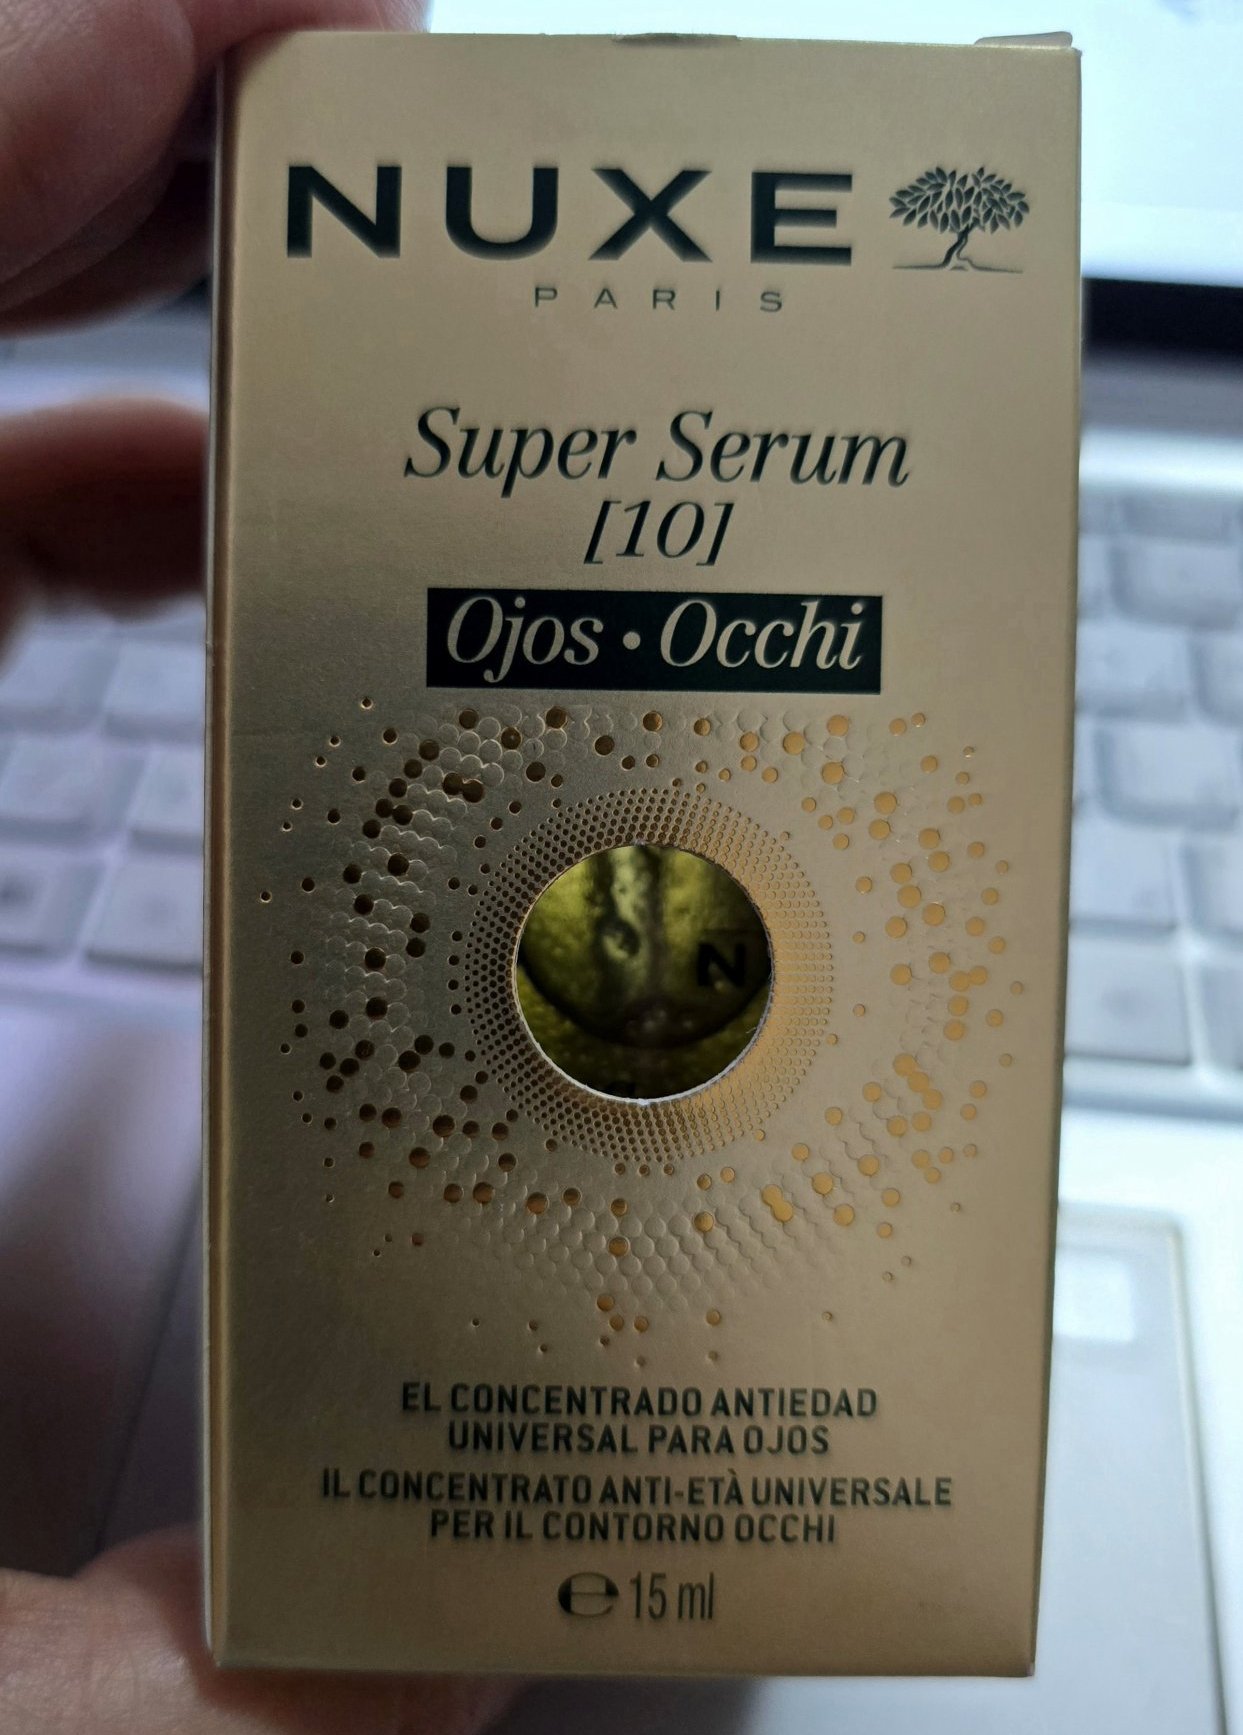 NUXE
PARIS
Super Serum
[10]
Ojos • Occhi
N
EL CONCENTRADO ANTIEDAD
UNIVERSAL PARA OJOS
IL CONCENTRATO ANTI-ETÀ UNIVERSALE
PER IL CONTORNO OCCHI
℮ 15 ml